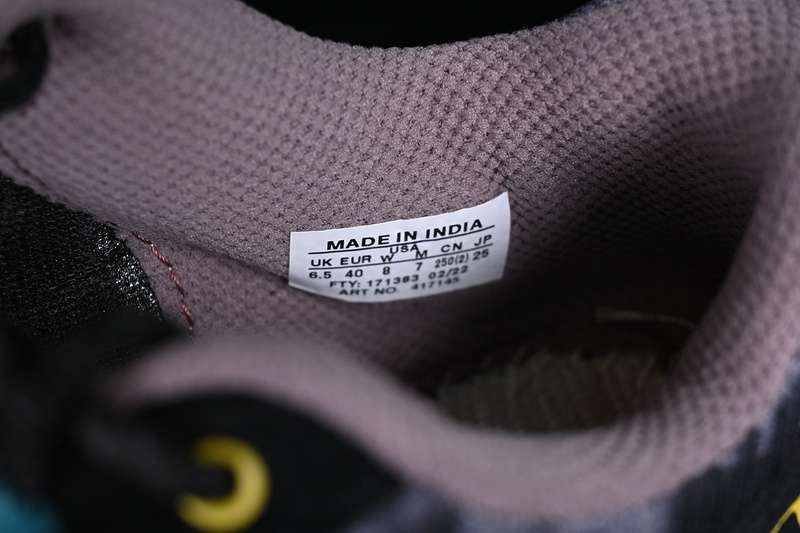 MADE IN INDIA
USA
UK EUR W M CN JP
6.5 40 8 7 250(2) 25
FTY: 171383 02/22
ART NO. 417145